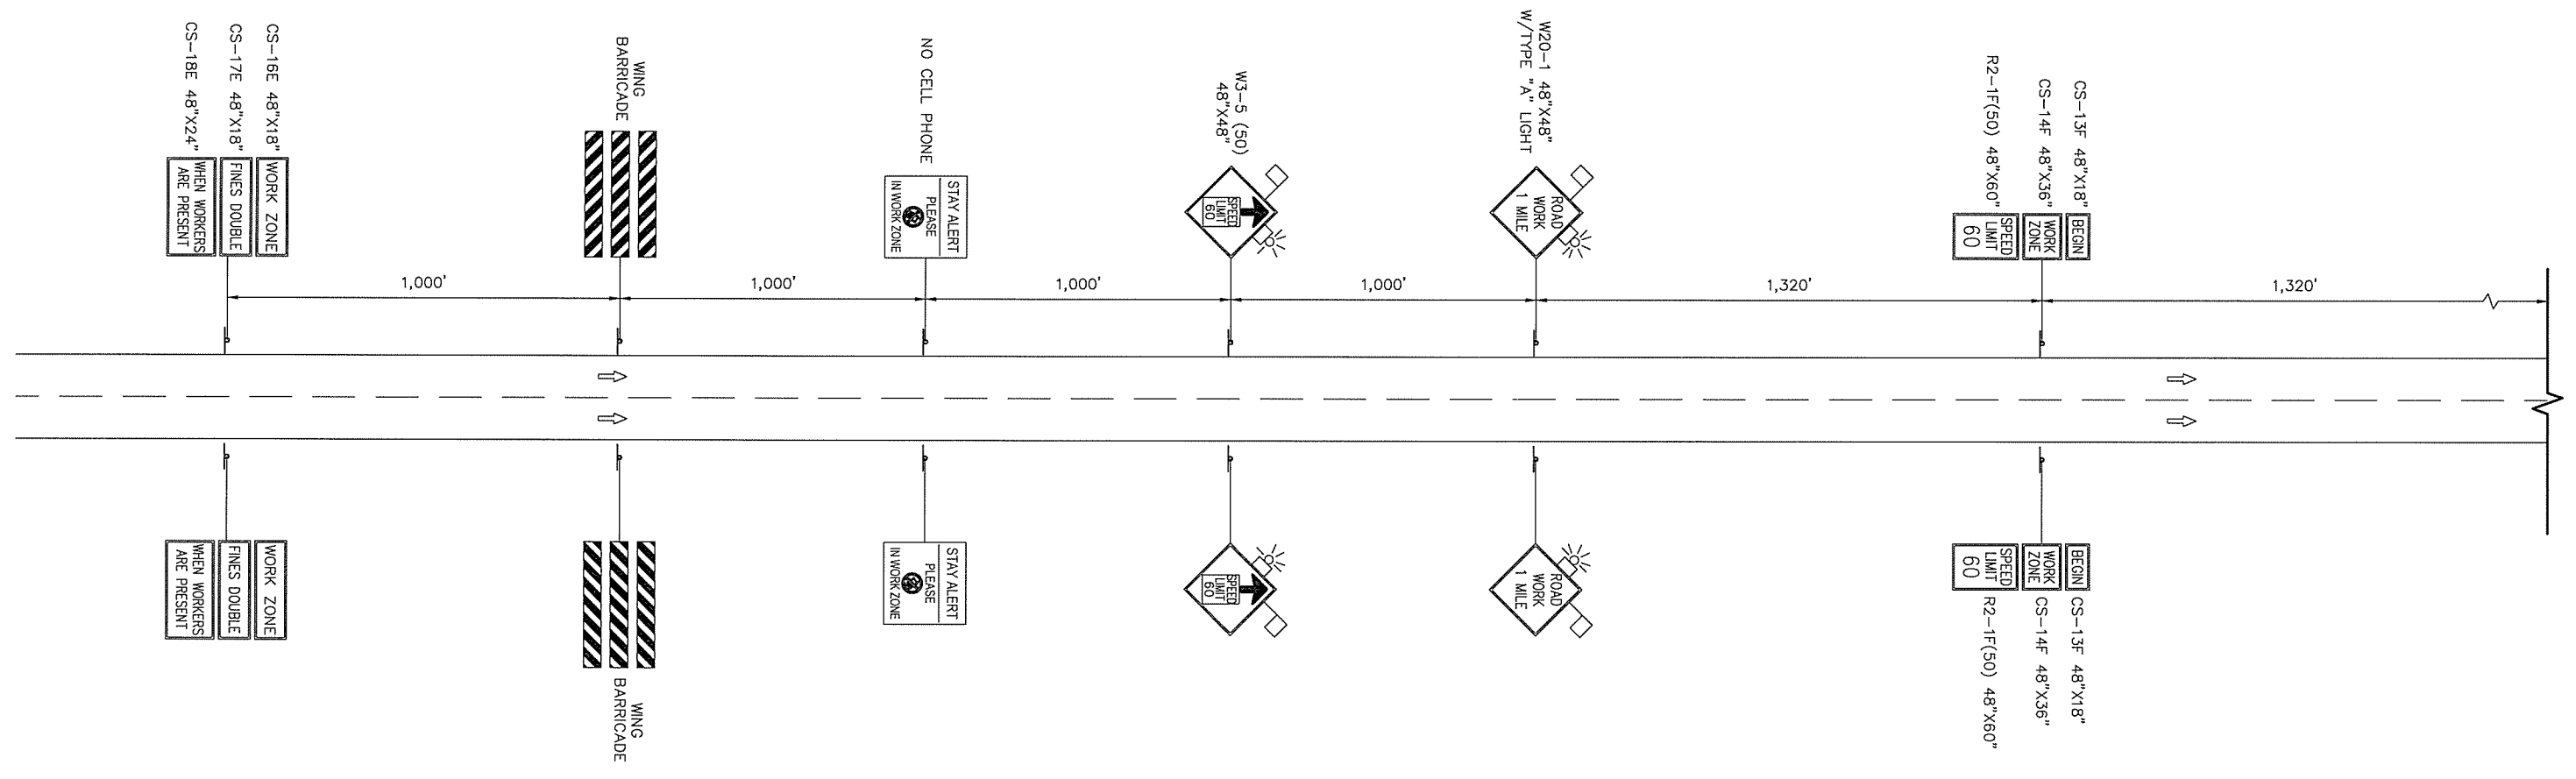 CS-16E 48"X18"
CS-17E 48"X18"
CS-18E 48"X24"
WORK ZONE
FINES DOUBLE
WHEN WORKERS
ARE PRESENT
WING
BARRICADE
NO CELL PHONE
STAY ALERT
PLEASE
IN WORK ZONE
W3-5 (50)
48"X48"
SPEED
LIMIT
60
W20-1 48"X48"
W/TYPE "A" LIGHT
ROAD
WORK
1 MILE
CS-13F 48"X18"
CS-14F 48"X36"
R2-1F(50) 48"X60"
BEGIN
WORK
ZONE
SPEED
LIMIT
60
1,000'
1,000'
1,000'
1,000'
1,320'
1,320'
WORK ZONE
FINES DOUBLE
WHEN WORKERS
ARE PRESENT
WING
BARRICADE
STAY ALERT
PLEASE
IN WORK ZONE
SPEED
LIMIT
60
ROAD
WORK
1 MILE
BEGIN
WORK
ZONE
SPEED
LIMIT
60
CS-13F 48"X18"
CS-14F 48"X36"
R2-1F(50) 48"X60"